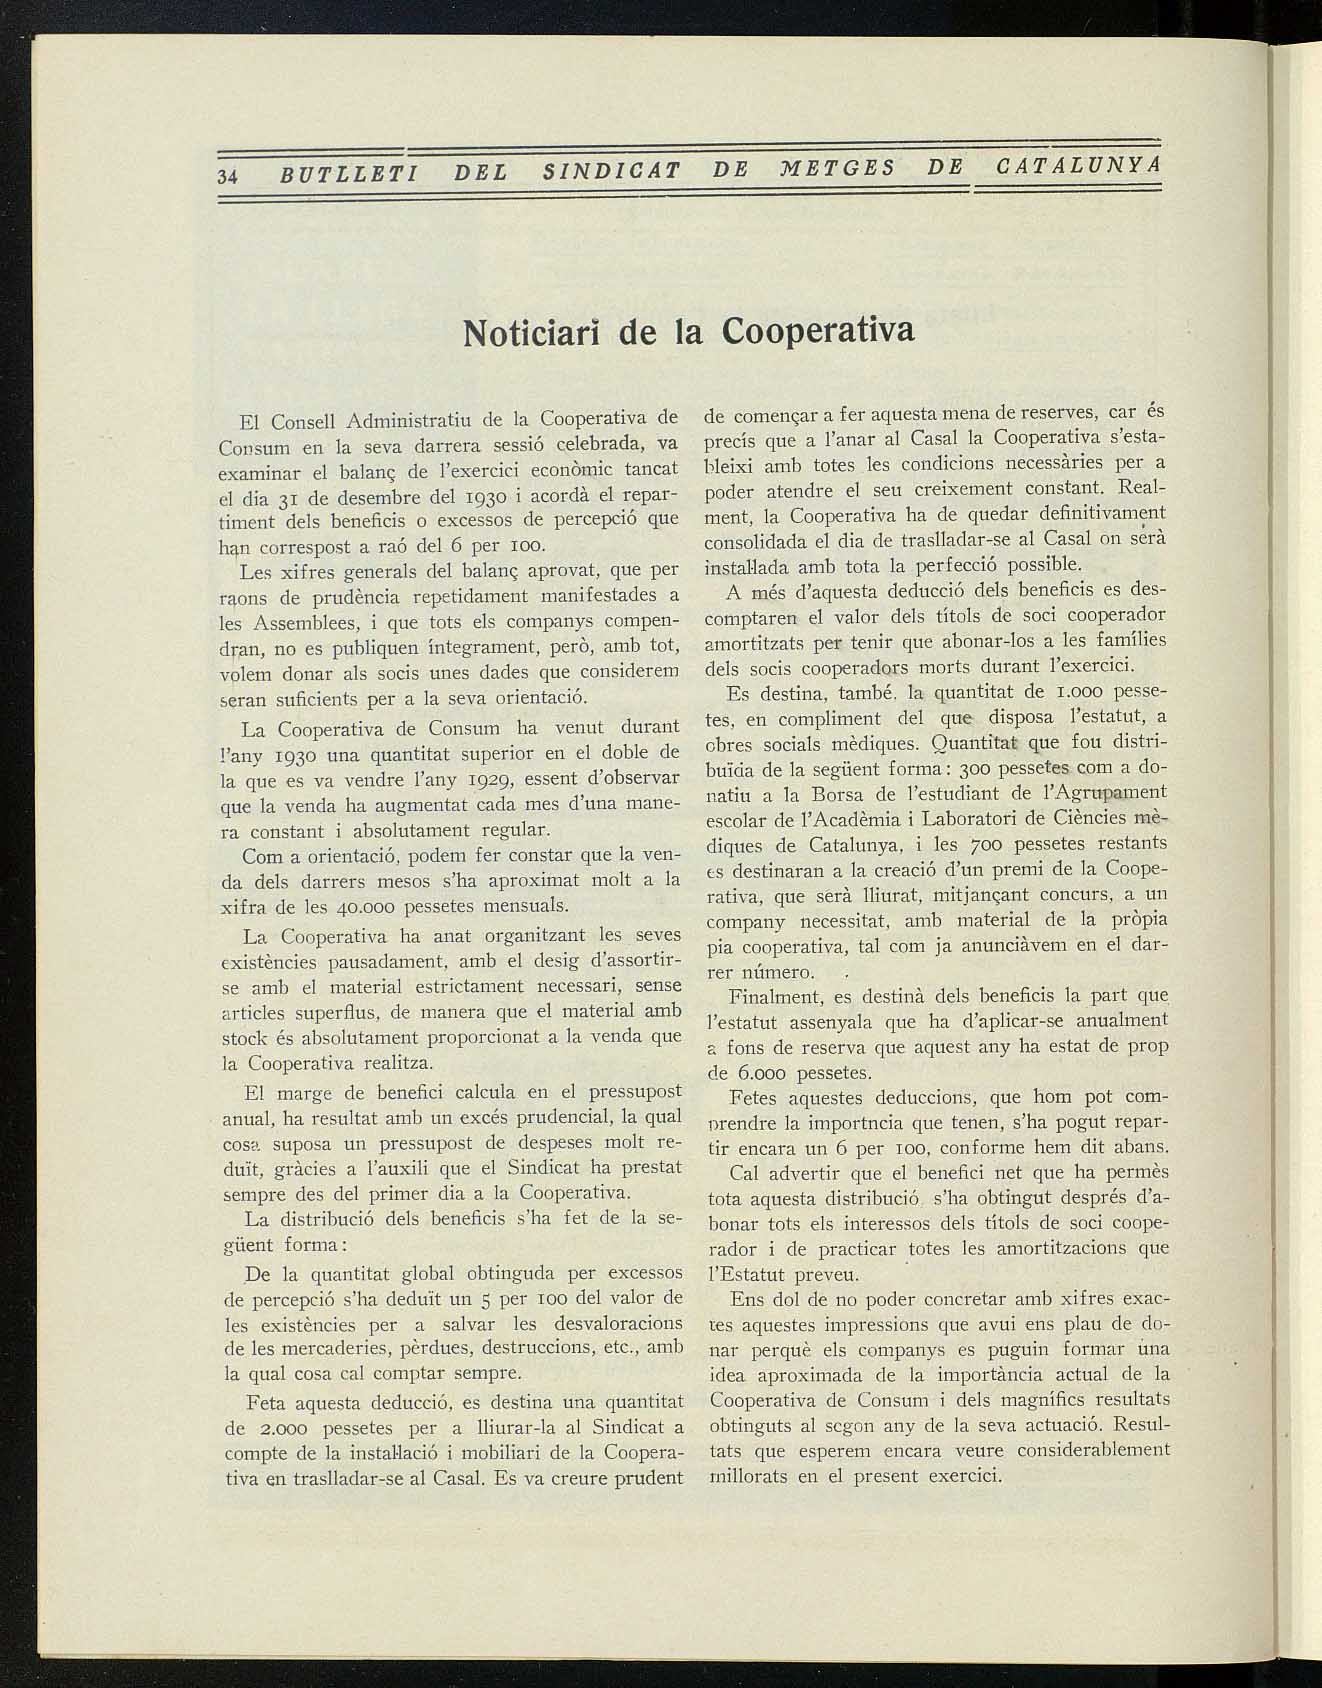 34 BUTLLETI DEL SINDICAT DE METGES DE CATALUNYA
Noticiari de la Cooperativa
El Consell Administratiu de la Cooperativa de
Consum en la seva darrera sessió celebrada, va
examinar el balanç de l'exercici econòmic tancat
el dia 31 de desembre del 1930 i acordà el repar-
timent dels beneficis o excessos de percepció que
han correspost a raó del 6 per 100.
Les xifres generals del balanç aprovat, que per
raons de prudència repetidament manifestades a
les Assemblees, i que tots els companys compen-
dran, no es publiquen íntegrament, però, amb tot,
volem donar als socis unes dades que considerem
seran suficients per a la seva orientació.
La Cooperativa de Consum ha venut durant
l'any 1930 una quantitat superior en el doble de
la que es va vendre l'any 1929, essent d'observar
que la venda ha augmentat cada mes d'una mane-
ra constant i absolutament regular.
Com a orientació, podem fer constar que la ven-
da dels darrers mesos s'ha aproximat molt a la
xifra de les 40.000 pessetes mensuals.
La Cooperativa ha anat organitzant les seves
existències pausadament, amb el desig d'assortir-
se amb el material estrictament necessari, sense
articles superflus, de manera que el material amb
stock és absolutament proporcionat a la venda que
la Cooperativa realitza.
El marge de benefici calcula en el pressupost
anual, ha resultat amb un excés prudencial, la qual
cosa suposa un pressupost de despeses molt re-
duït, gràcies a l'auxili que el Sindicat ha prestat
sempre des del primer dia a la Cooperativa.
La distribució dels beneficis s'ha fet de la se-
güent forma:
De la quantitat global obtinguda per excessos
de percepció s'ha deduït un 5 per 100 del valor de
les existències per a salvar les desvaloracions
de les mercaderies, pèrdues, destruccions, etc., amb
la qual cosa cal comptar sempre.
Feta aquesta deducció, es destina una quantitat
de 2.000 pessetes per a lliurar-la al Sindicat a
compte de la instal·lació i mobiliari de la Coopera-
tiva en traslladar-se al Casal. Es va creure prudent
de començar a fer aquesta mena de reserves, car és
precís que a l'anar al Casal la Cooperativa s'esta-
bleixi amb totes les condicions necessàries per a
poder atendre el seu creixement constant. Real-
ment, la Cooperativa ha de quedar definitivament
consolidada el dia de traslladar-se al Casal on serà
instal·lada amb tota la perfecció possible.
A més d'aquesta deducció dels beneficis es des-
comptaren el valor dels títols de soci cooperador
amortitzats per tenir que abonar-los a les famílies
dels socis cooperadors morts durant l'exercici.
Es destina, també. la quantitat de 1.000 pesse-
tes, en compliment del que disposa l'estatut, a
obres socials mèdiques. Quantitat que fou distri-
buïda de la següent forma: 300 pessetes com a do-
natiu a la Borsa de l'estudiant de l'Agrupament
escolar de l'Acadèmia i Laboratori de Ciències mè-
diques de Catalunya, i les 700 pessetes restants
es destinaran a la creació d'un premi de la Coope-
rativa, que serà lliurat, mitjançant concurs, a un
company necessitat, amb material de la pròpia
pia cooperativa, tal com ja anunciàvem en el dar-
rer número.
Finalment, es destinà dels beneficis la part que
l'estatut assenyala que ha d'aplicar-se anualment
a fons de reserva que aquest any ha estat de prop
de 6.000 pessetes.
Fetes aquestes deduccions, que hom pot com-
prendre la importncia que tenen, s'ha pogut repar-
tir encara un 6 per 100, conforme hem dit abans.
Cal advertir que el benefici net que ha permès
tota aquesta distribució s'ha obtingut després d'a-
bonar tots els interessos dels títols de soci coope-
rador i de practicar totes les amortitzacions que
l'Estatut preveu.
Ens dol de no poder concretar amb xifres exac-
tes aquestes impressions que avui ens plau de do-
nar perquè els companys es puguin formar una
idea aproximada de la importància actual de la
Cooperativa de Consum i dels magnífics resultats
obtinguts al segon any de la seva actuació. Resul-
tats que esperem encara veure considerablement
millorats en el present exercici.